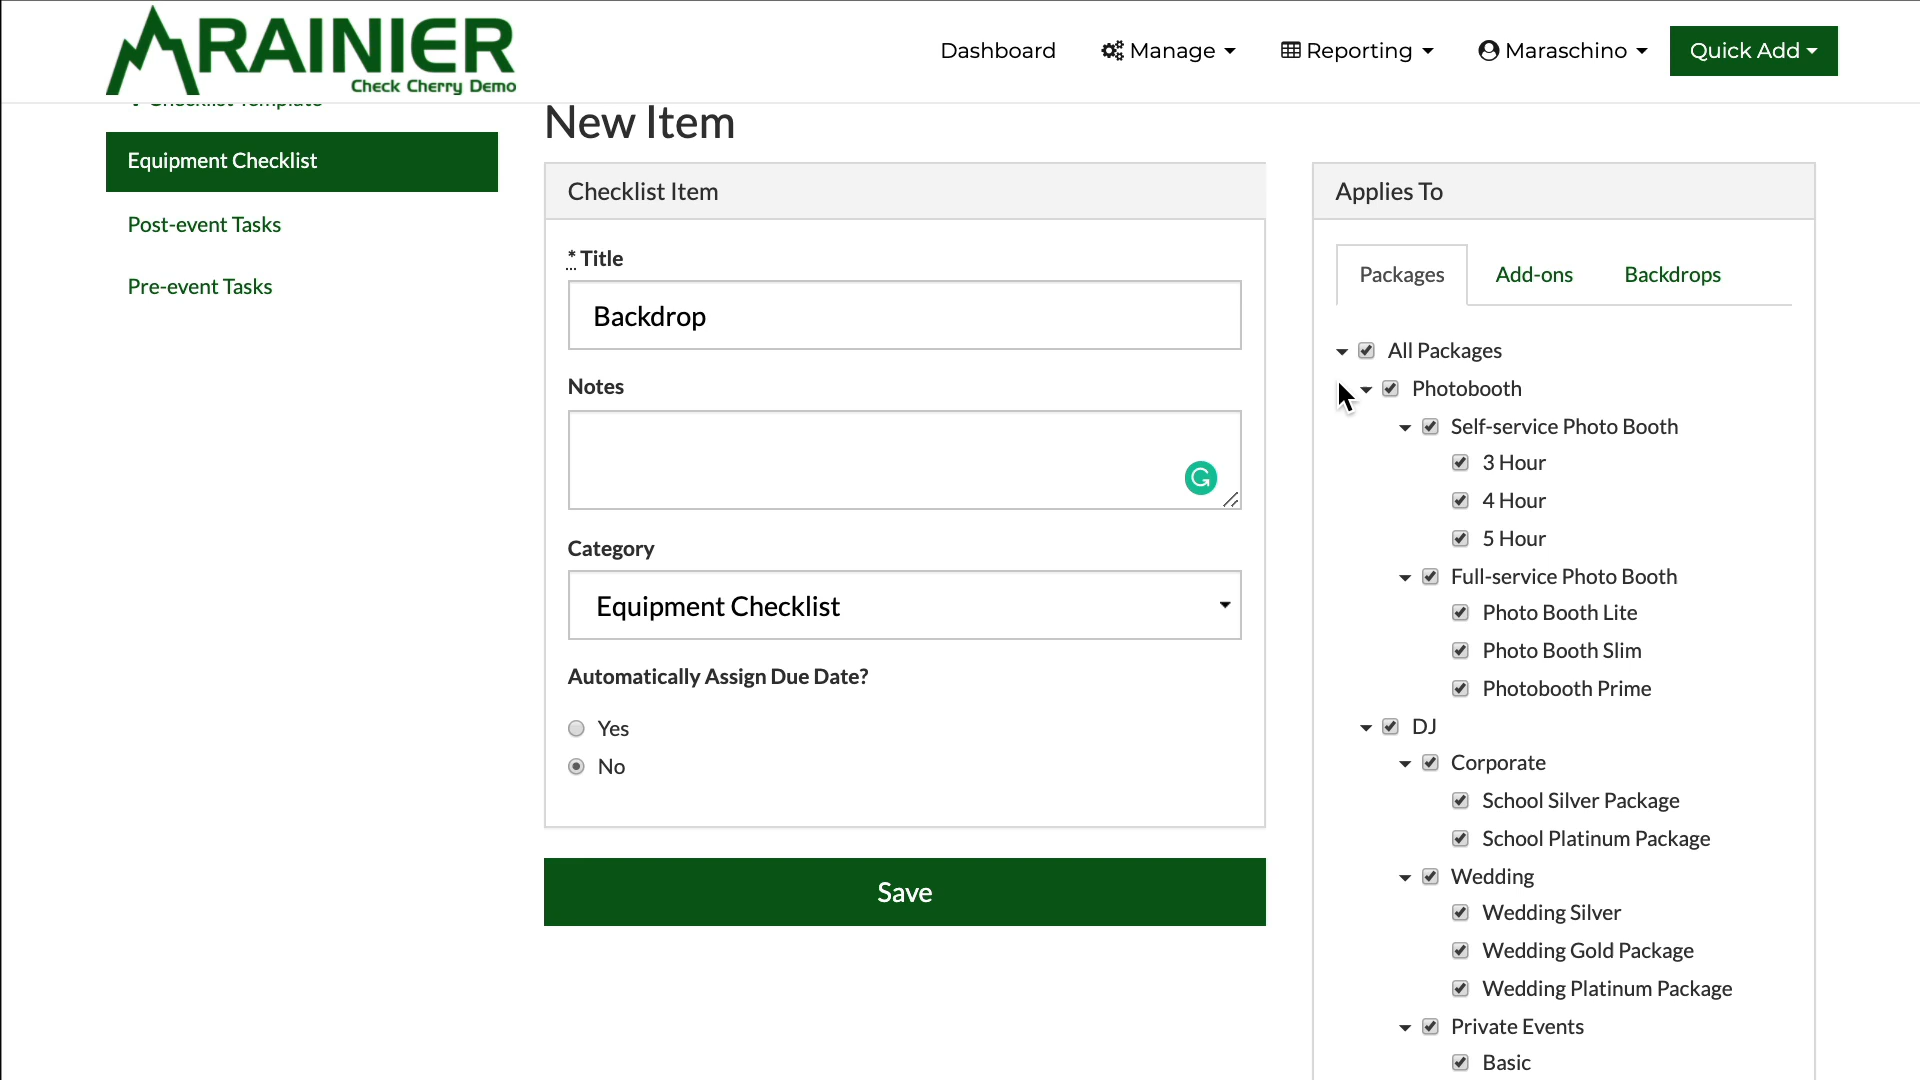 RAINIER
Check Cherry Demo
Dashboard
Manage
Reporting
Maraschino
Quick Add
Checklist Template
Equipment Checklist
Post-event Tasks
Pre-event Tasks
New Item
Checklist Item
* Title
Backdrop
Notes
Category
Equipment Checklist
Automatically Assign Due Date?
Yes
No
Save
Applies To
Packages
Add-ons
Backdrops
All Packages
Photobooth
Self-service Photo Booth
3 Hour
4 Hour
5 Hour
Full-service Photo Booth
Photo Booth Lite
Photo Booth Slim
Photobooth Prime
DJ
Corporate
School Silver Package
School Platinum Package
Wedding
Wedding Silver
Wedding Gold Package
Wedding Platinum Package
Private Events
Basic